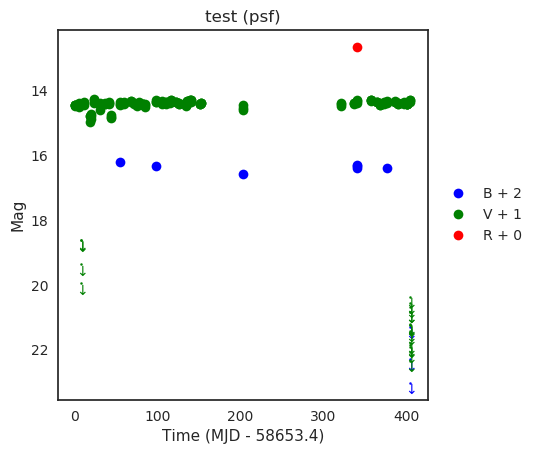 test (psf)
Mag
14
16
18
20
22
0
100
200
300
400
Time (MJD - 58653.4)
B + 2
V + 1
R + 0